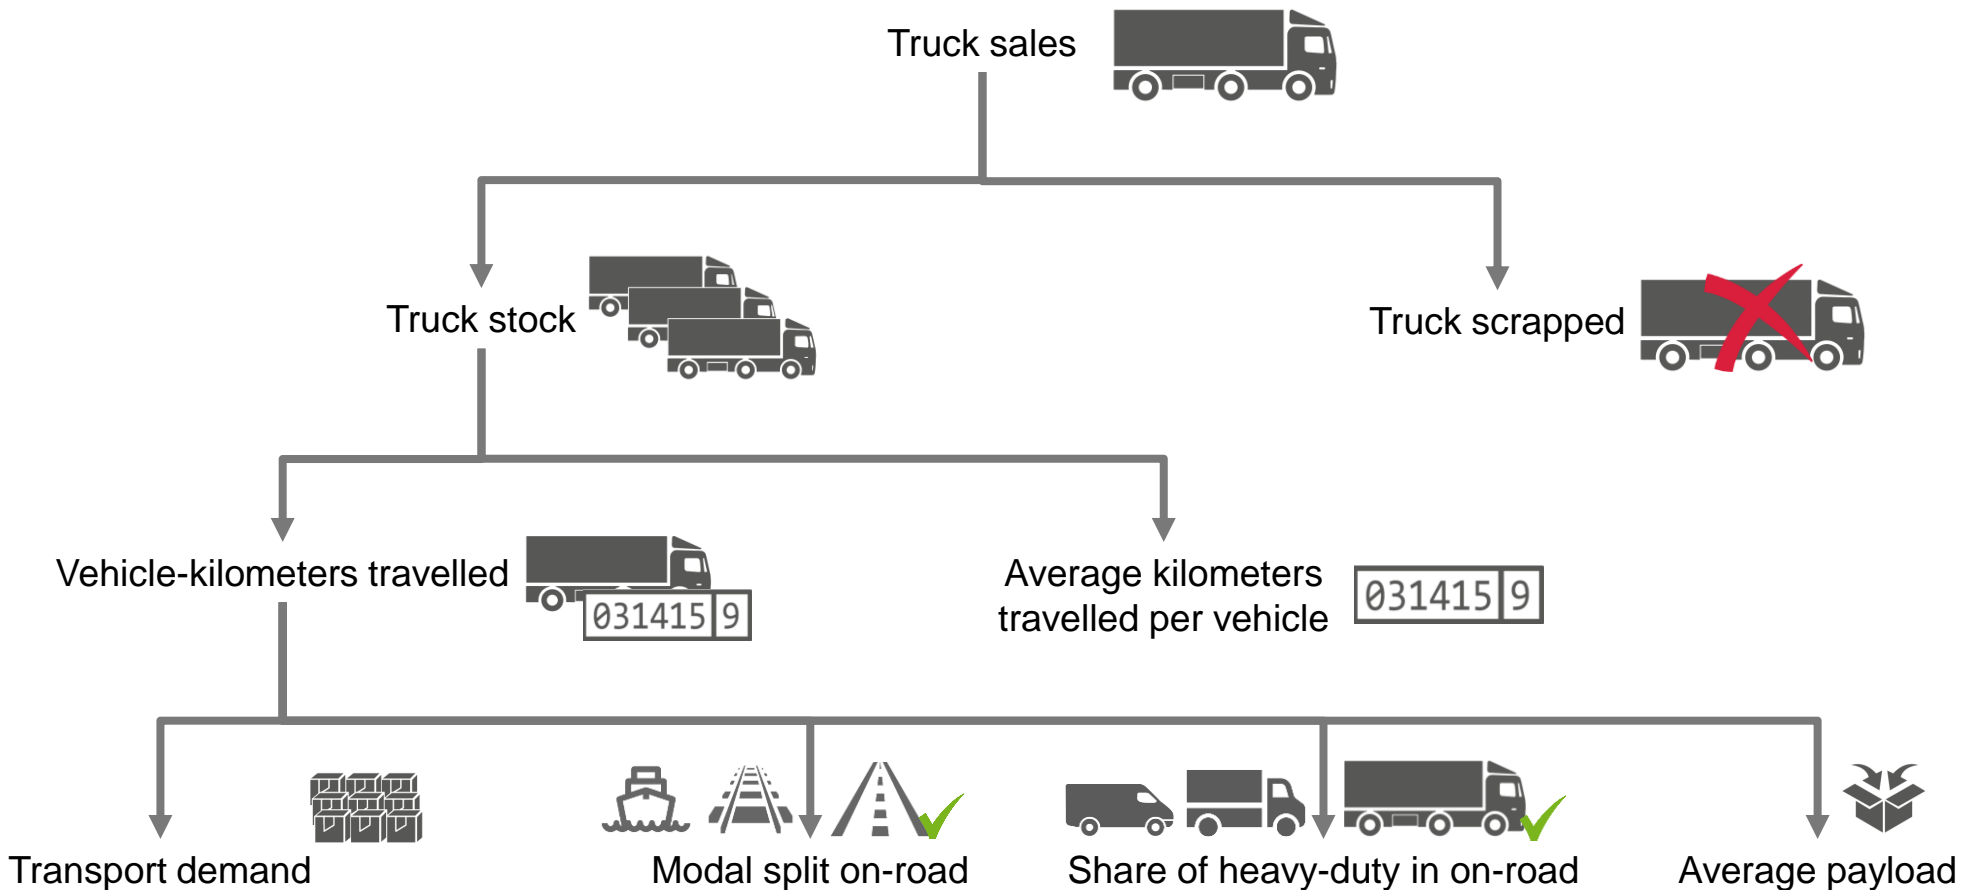 Truck sales
Truck stock
Truck scrapped
Vehicle-kilometers travelled
031415 9
Average kilometers
travelled per vehicle
031415 9
Transport demand
Modal split on-road
Share of heavy-duty in on-road
Average payload